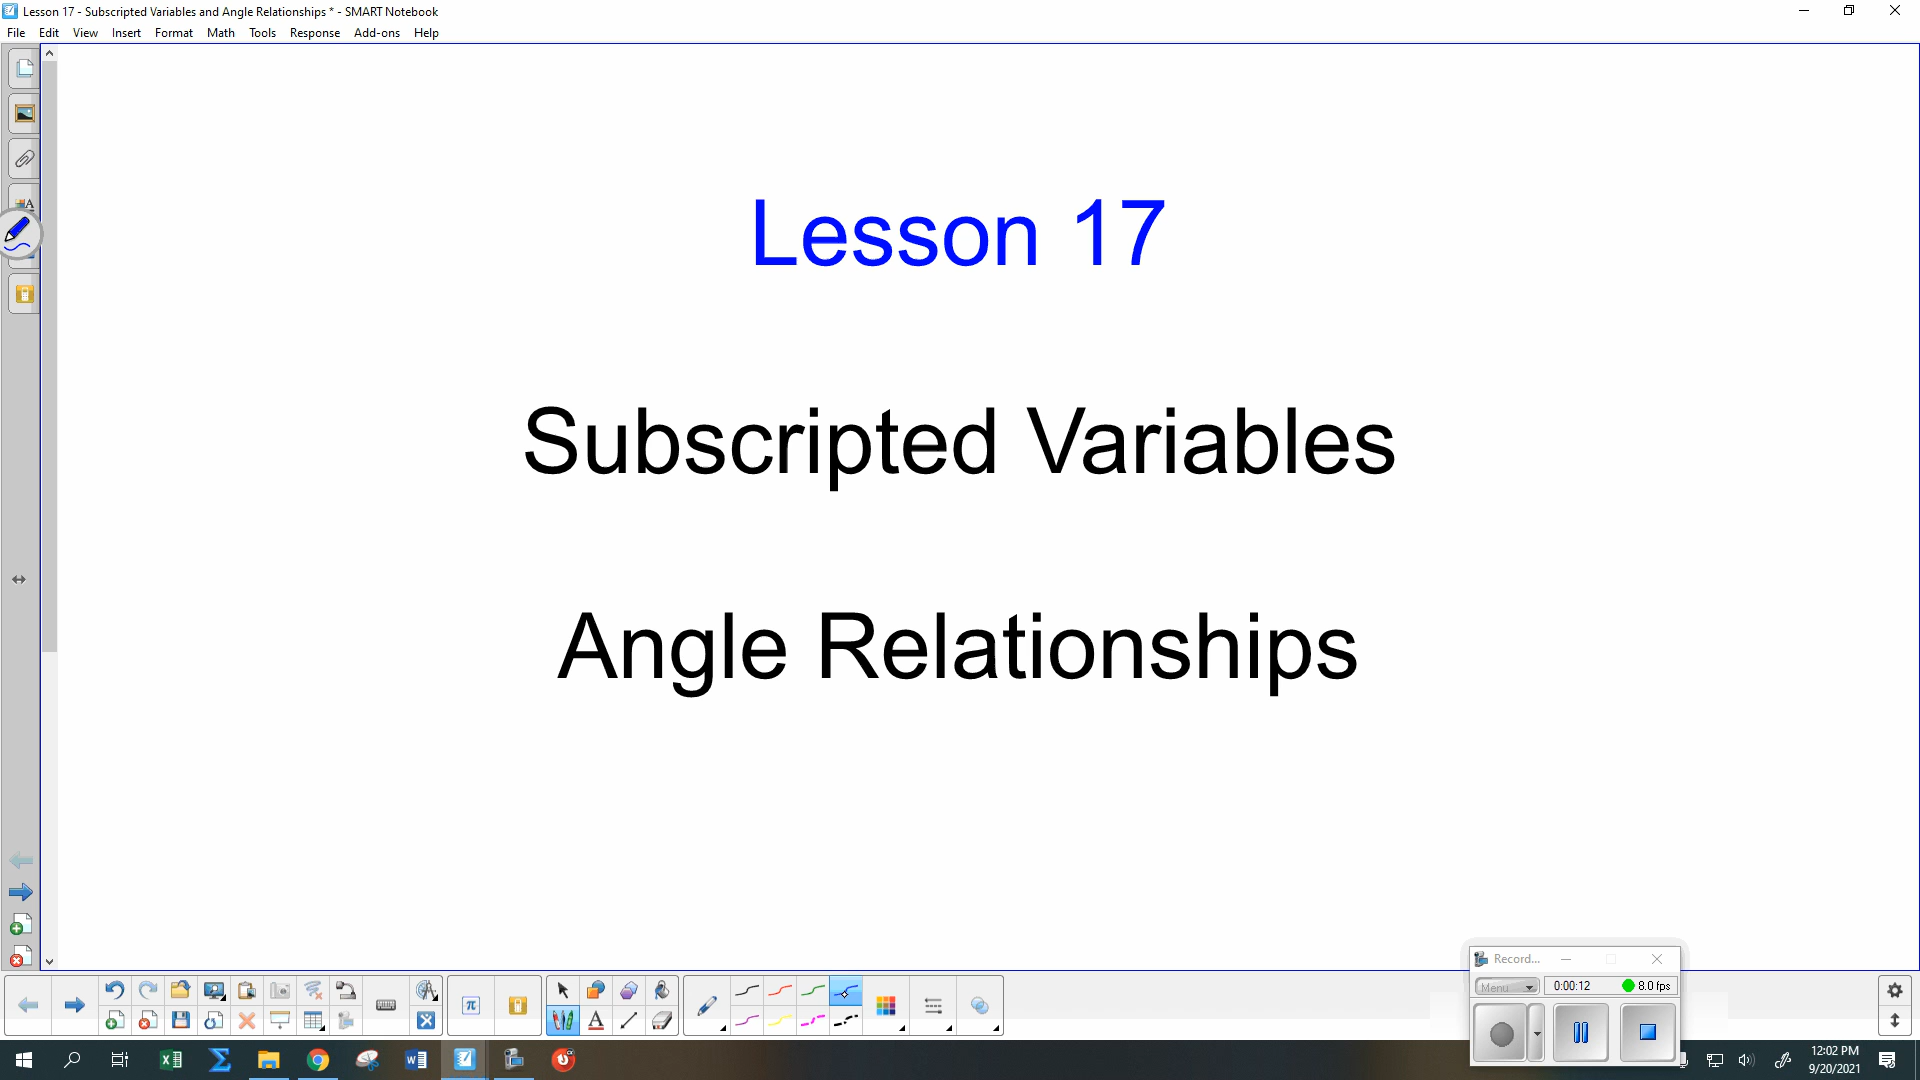 Lesson 17 - Subscripted Variables and Angle Relationships * - SMART Notebook
File Edit View Insert Format Math Tools Response Add-ons Help
Lesson 17
Subscripted Variables
Angle Relationships
Record...
Menu 0:00:12 8.0 fps
12:02 PM
9/20/2021